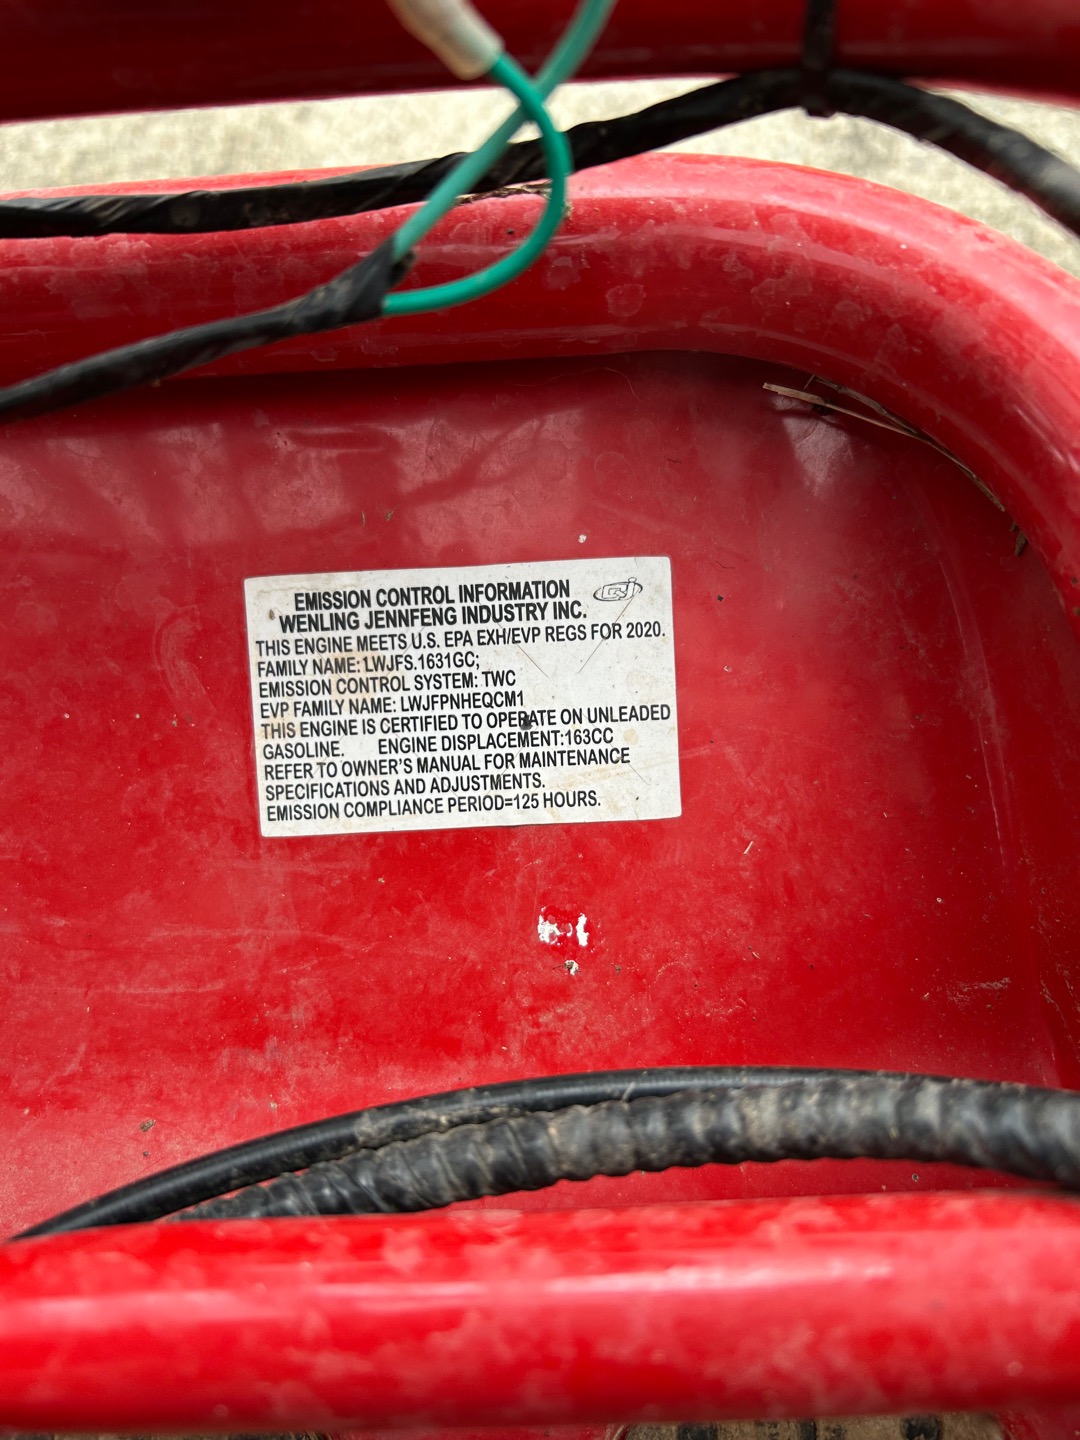 EMISSION CONTROL INFORMATION
WENLING JENNFENG INDUSTRY INC.
THIS ENGINE MEETS U.S. EPA EXH/EVP REGS FOR 2020.
FAMILY NAME: LWJFS.1631GC;
EMISSION CONTROL SYSTEM: TWC
EVP FAMILY NAME: LWJFPNHEQCM1
THIS ENGINE IS CERTIFIED TO OPERATE ON UNLEADED
GASOLINE. ENGINE DISPLACEMENT:163CC
REFER TO OWNER'S MANUAL FOR MAINTENANCE
SPECIFICATIONS AND ADJUSTMENTS.
EMISSION COMPLIANCE PERIOD=125 HOURS.